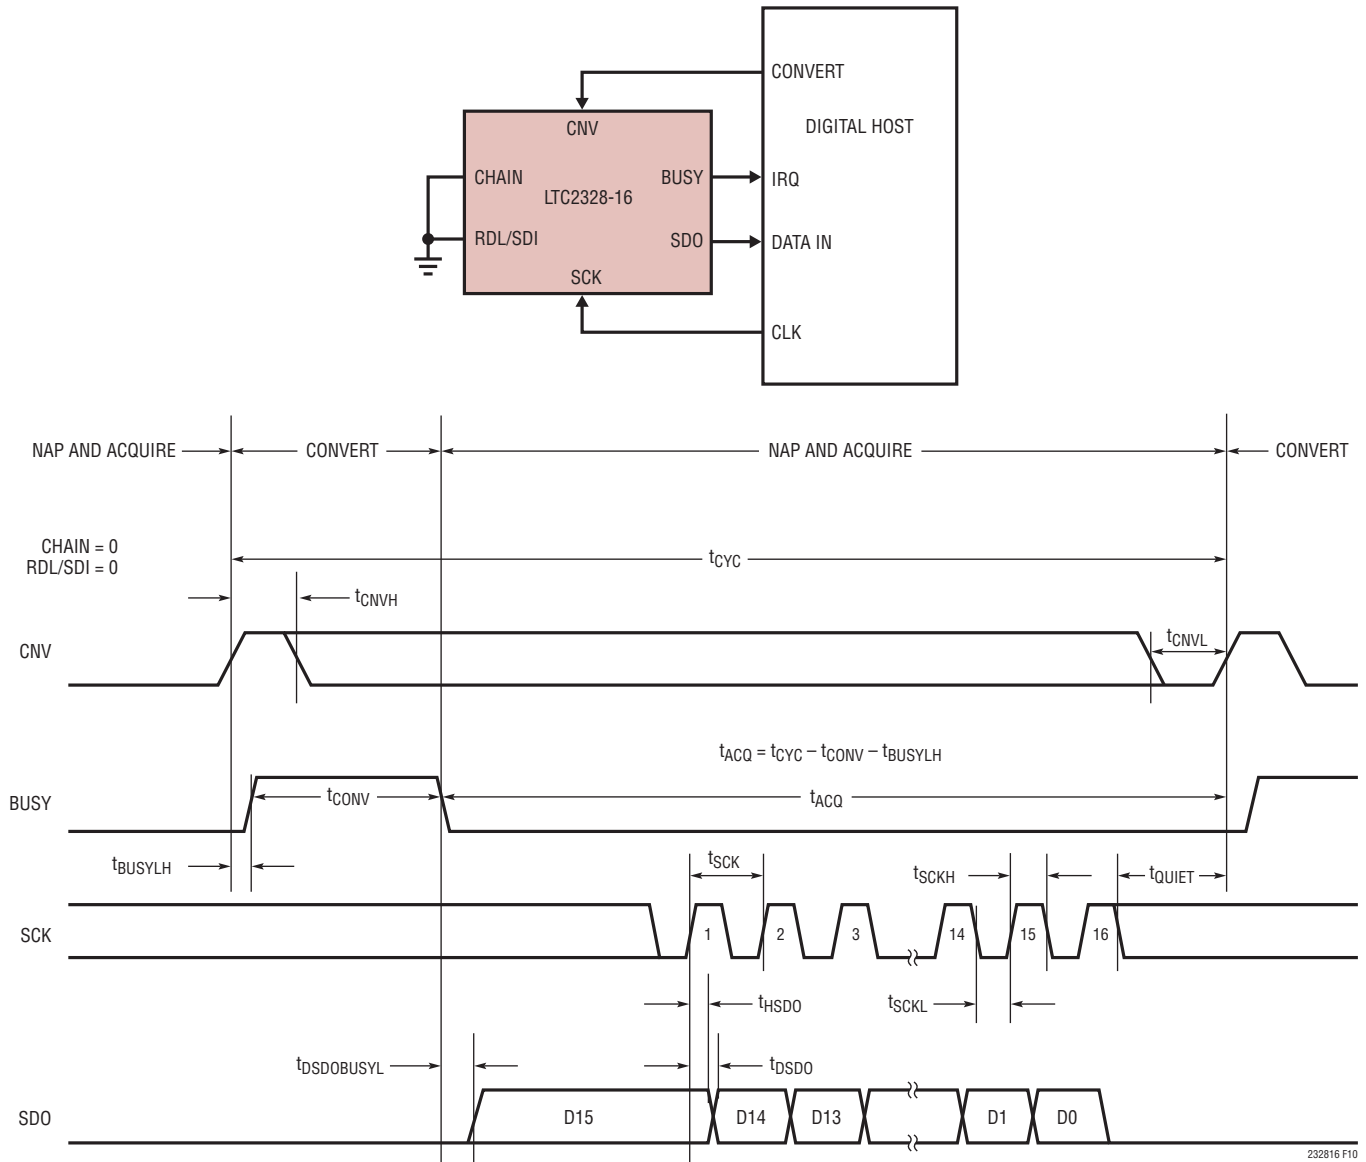 CONVERT
CNV
DIGITAL HOST
CHAIN
BUSY
IRQ
LTC2328-16
RDL/SDI
SDO
DATA IN
SCK
CLK
NAP AND ACQUIRE
CONVERT
NAP AND ACQUIRE
CONVERT
CHAIN = 0
RDL/SDI = 0
tCYC
tCNVH
CNV
tCNVL
tACQ = tCYC – tCONV – tBUSYLH
BUSY
tCONV
tACQ
tBUSYLH
tSCK
tSCKH
tQUIET
SCK
1
2
3
14
15
16
tHSDO
tSCKL
tDSDOBUSYL
tDSDO
SDO
D15
D14
D13
D1
D0
232816 F10